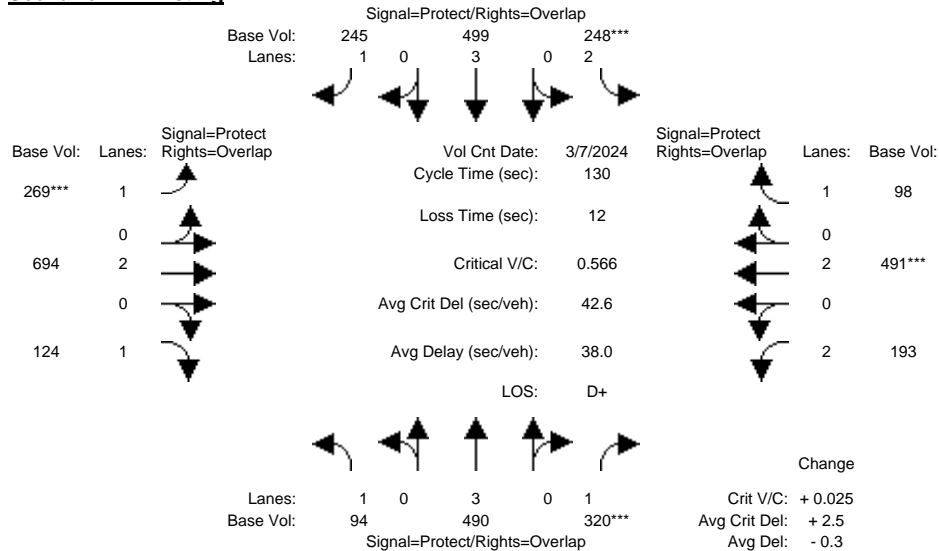 Signal=Protect/Rights=Overlap
Base Vol: 245 499 248***
Lanes: 1 0 3 0 2
Signal=Protect
Base Vol: Lanes: Rights=Overlap
Vol Cnt Date: 3/7/2024
Signal=Protect
Rights=Overlap Lanes: Base Vol:
Cycle Time (sec): 130
269*** 1
1 98
Loss Time (sec): 12
0
0
694 2
Critical V/C: 0.566
2 491***
0
Avg Crit Del (sec/veh): 42.6
0
124 1
Avg Delay (sec/veh): 38.0
2 193
LOS: D+
Lanes: 1 0 3 0 1
Base Vol: 94 490 320***
Signal=Protect/Rights=Overlap
Change
Crit V/C: + 0.025
Avg Crit Del: + 2.5
Avg Del: - 0.3